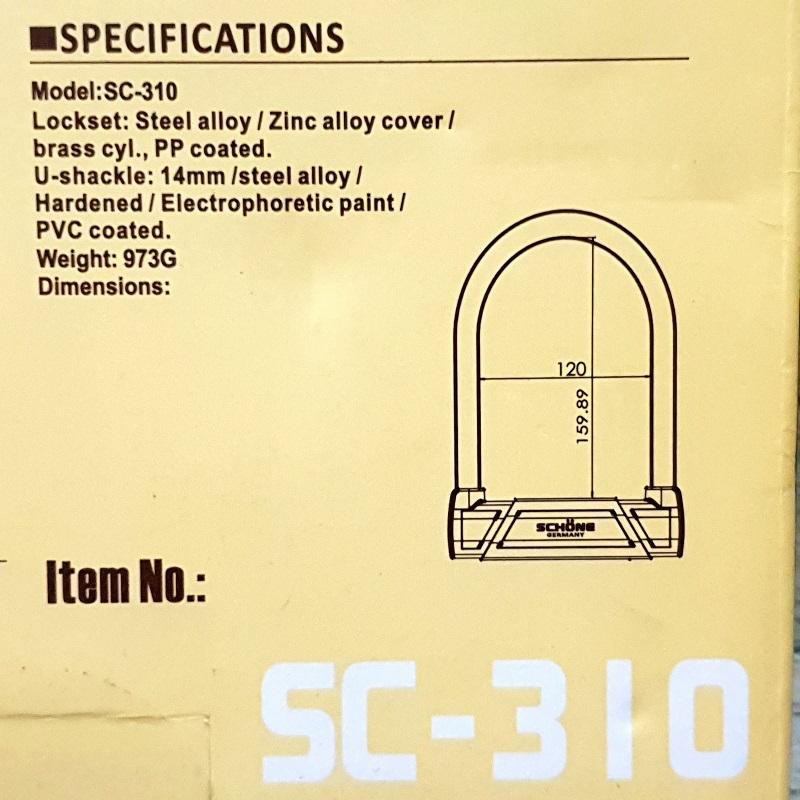 ■SPECIFICATIONS
Model:SC-310
Lockset: Steel alloy / Zinc alloy cover /
brass cyl., PP coated.
U-shackle: 14mm /steel alloy /
Hardened / Electrophoretic paint /
PVC coated.
Weight: 973G
Dimensions:
120
159.89
SCHÖNE
GERMANY
Item No.:
SC-310